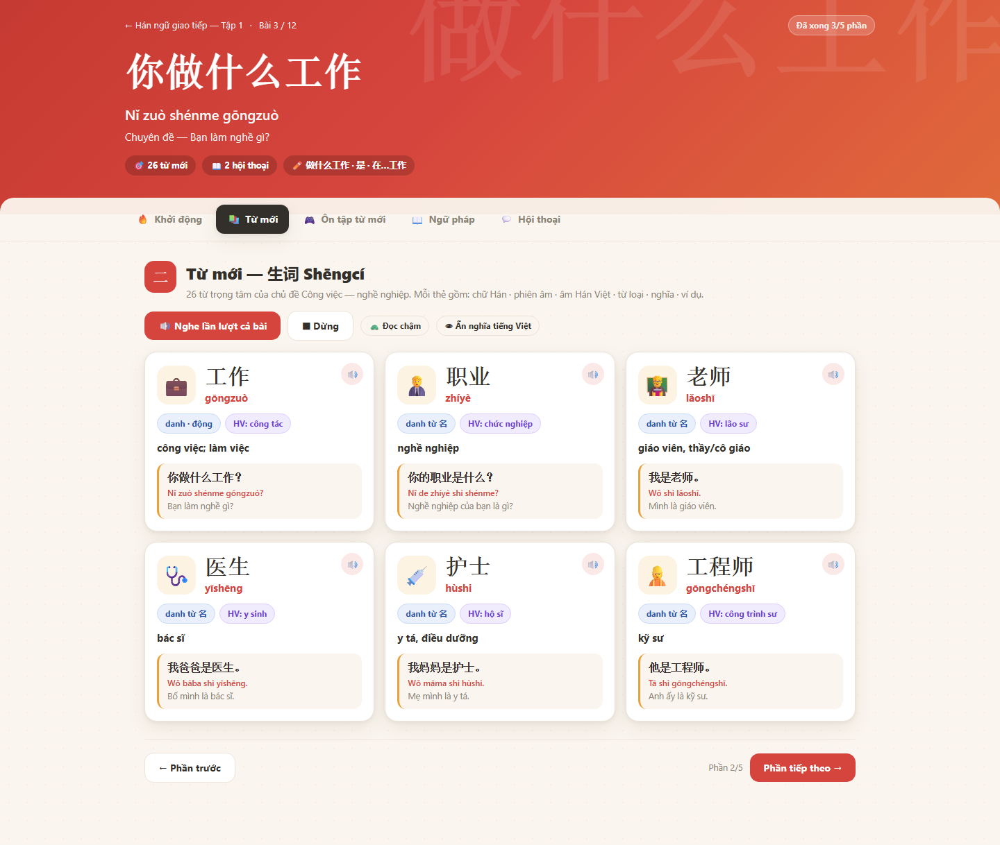 ← Hán ngữ giao tiếp — Tập 1 · Bài 3 / 12
Đã xong 3/5 phần
做什么工作
你做什么工作
Nǐ zuò shénme gōngzuò
Chuyên đề — Bạn làm nghề gì?
26 từ mới
2 hội thoại
做什么工作 · 是 · 在…工作
Khởi động
Từ mới
Ôn tập từ mới
Ngữ pháp
Hội thoại
二
Từ mới — 生词 Shēngcí
26 từ trọng tâm của chủ đề Công việc — nghề nghiệp. Mỗi thẻ gồm: chữ Hán · phiên âm · âm Hán Việt · từ loại · nghĩa · ví dụ.
Nghe lần lượt cả bài
Dừng
Đọc chậm
Ẩn nghĩa tiếng Việt
工作
gōngzuò
danh · động
HV: công tác
công việc; làm việc
你做什么工作？
Nǐ zuò shénme gōngzuò?
Bạn làm nghề gì?
职业
zhíyè
danh từ 名
HV: chức nghiệp
nghề nghiệp
你的职业是什么？
Nǐ de zhíyè shì shénme?
Nghề nghiệp của bạn là gì?
老师
lǎoshī
danh từ 名
HV: lão sư
giáo viên, thầy/cô giáo
我是老师。
Wǒ shì lǎoshī.
Mình là giáo viên.
医生
yīshēng
danh từ 名
HV: y sinh
bác sĩ
我爸爸是医生。
Wǒ bàba shì yīshēng.
Bố mình là bác sĩ.
护士
hùshi
danh từ 名
HV: hộ sĩ
y tá, điều dưỡng
我妈妈是护士。
Wǒ māma shì hùshi.
Mẹ mình là y tá.
工程师
gōngchéngshī
danh từ 名
HV: công trình sư
kỹ sư
他是工程师。
Tā shì gōngchéngshī.
Anh ấy là kỹ sư.
← Phần trước
Phần 2/5
Phần tiếp theo →